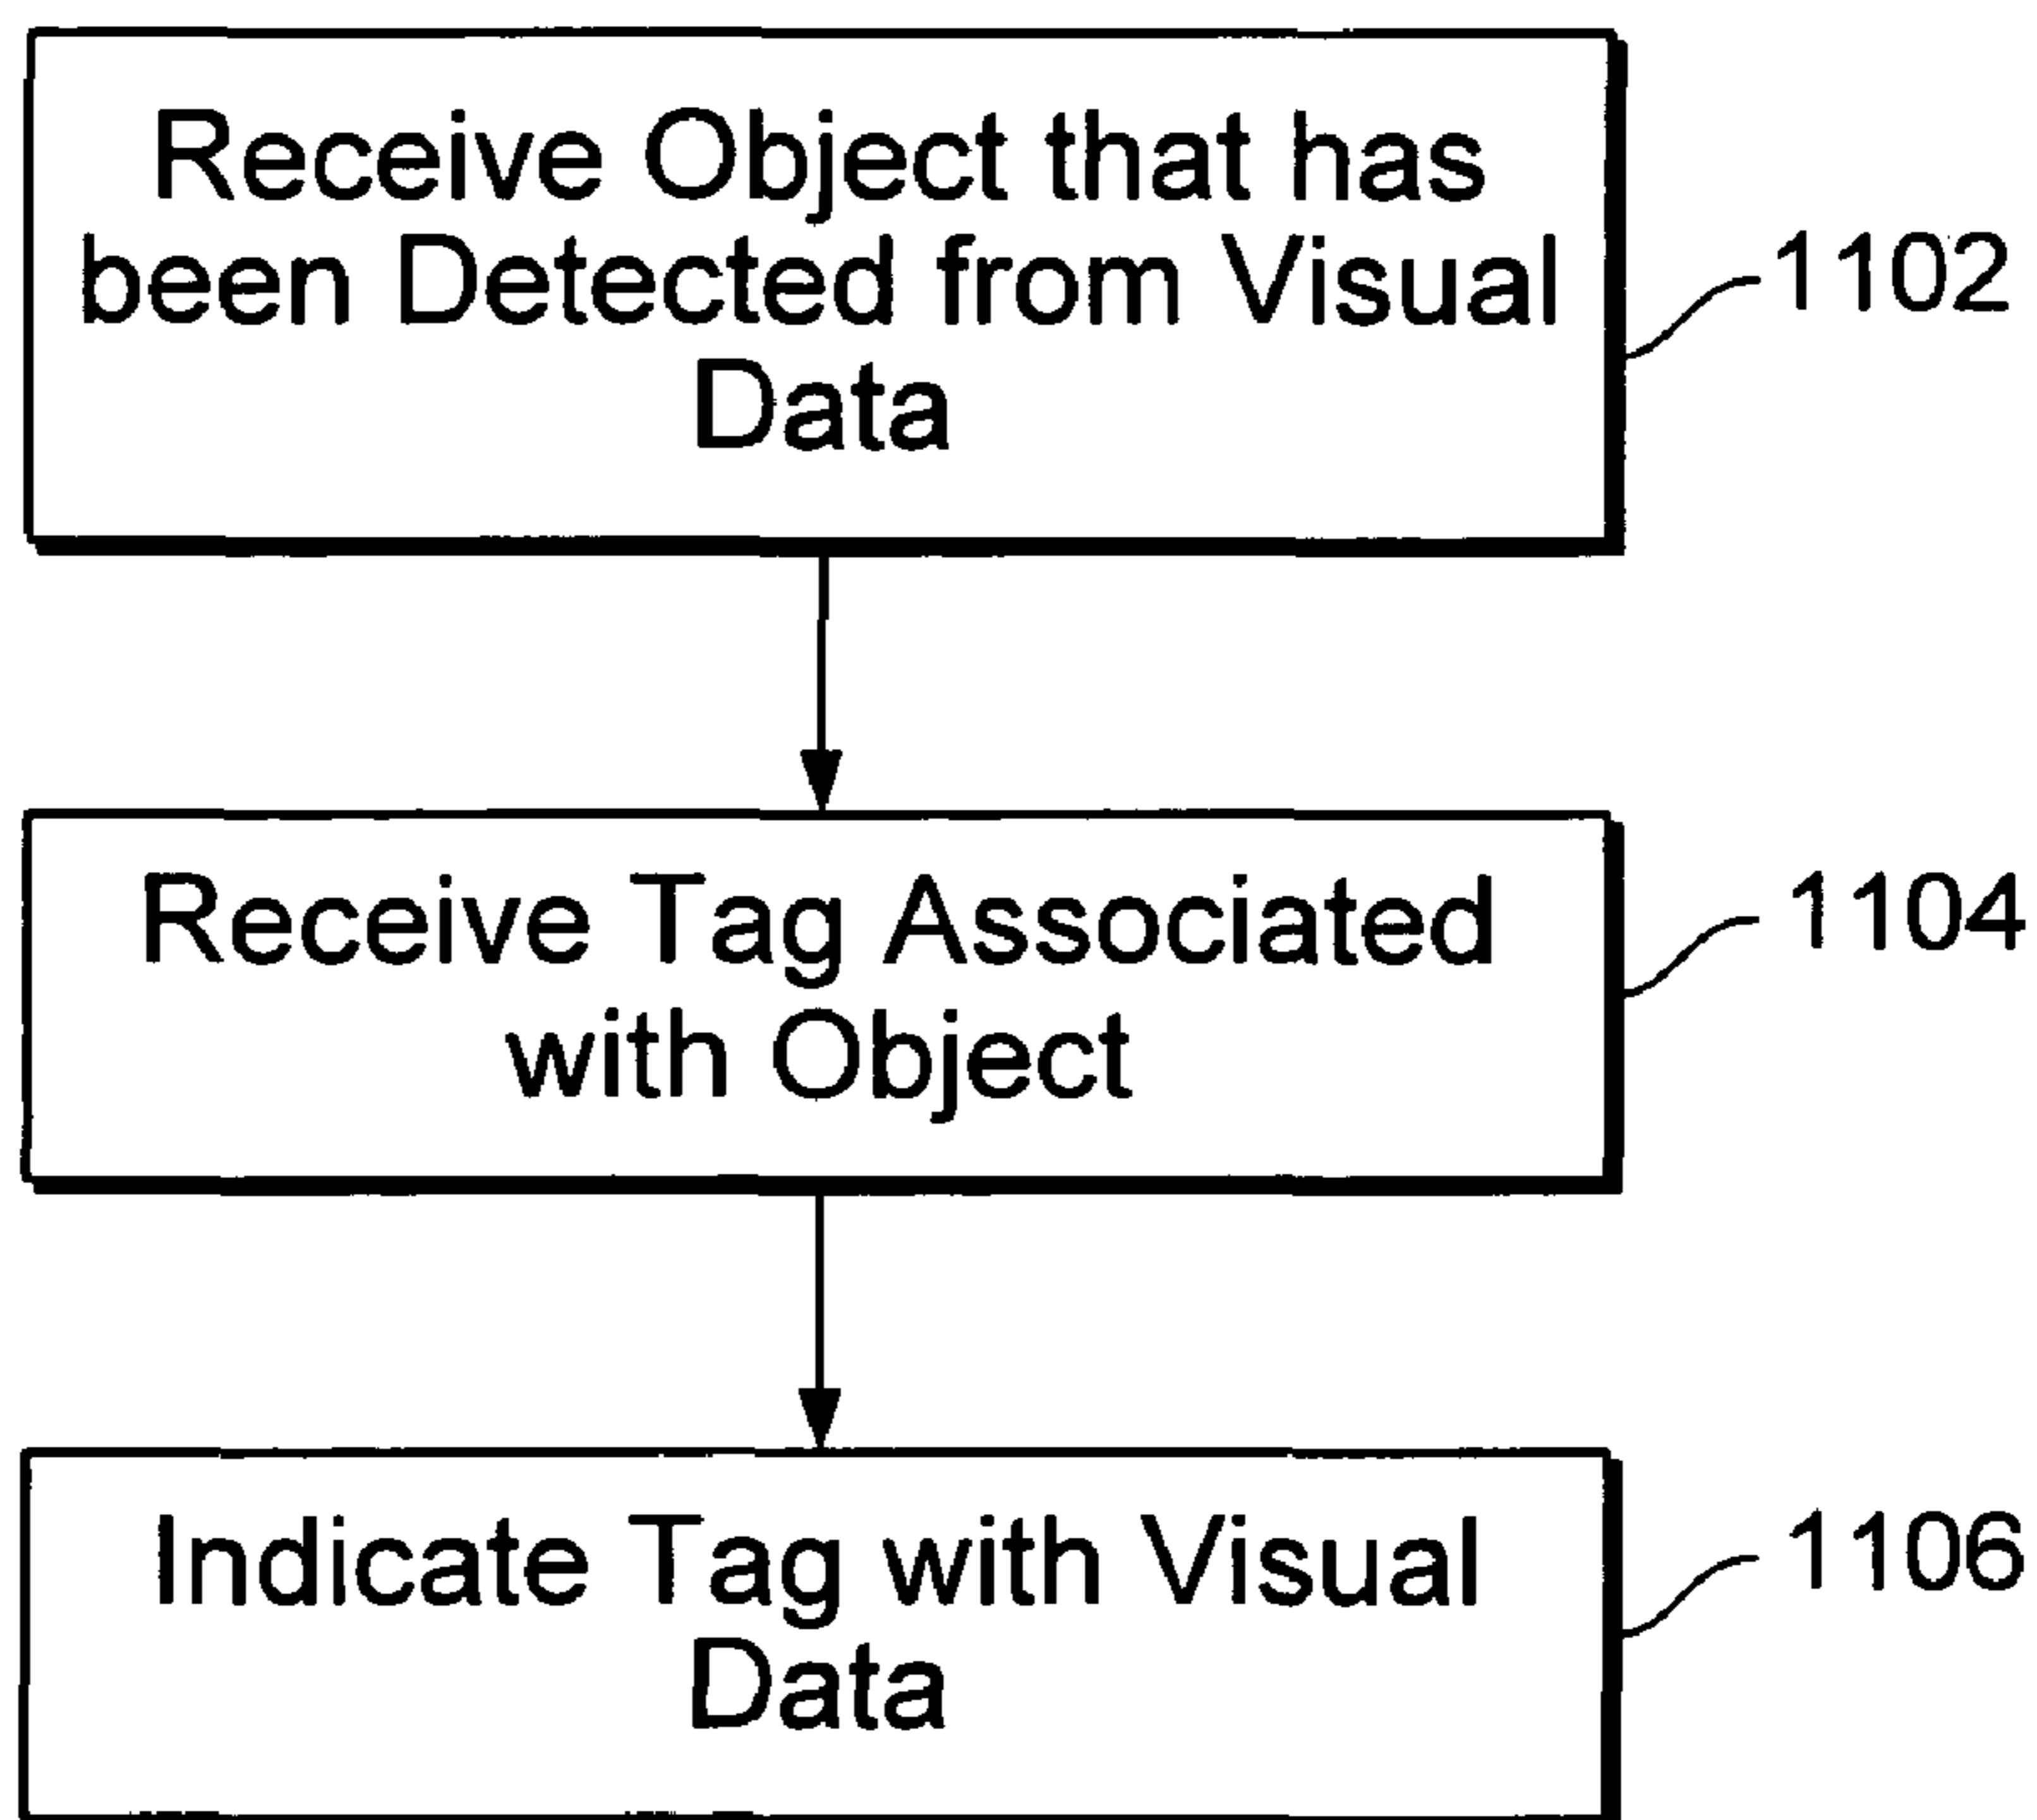 Receive Object that has
been Detected from Visual
Data
1102
Receive Tag Associated
with Object
1104
Indicate Tag with Visual
Data
1106